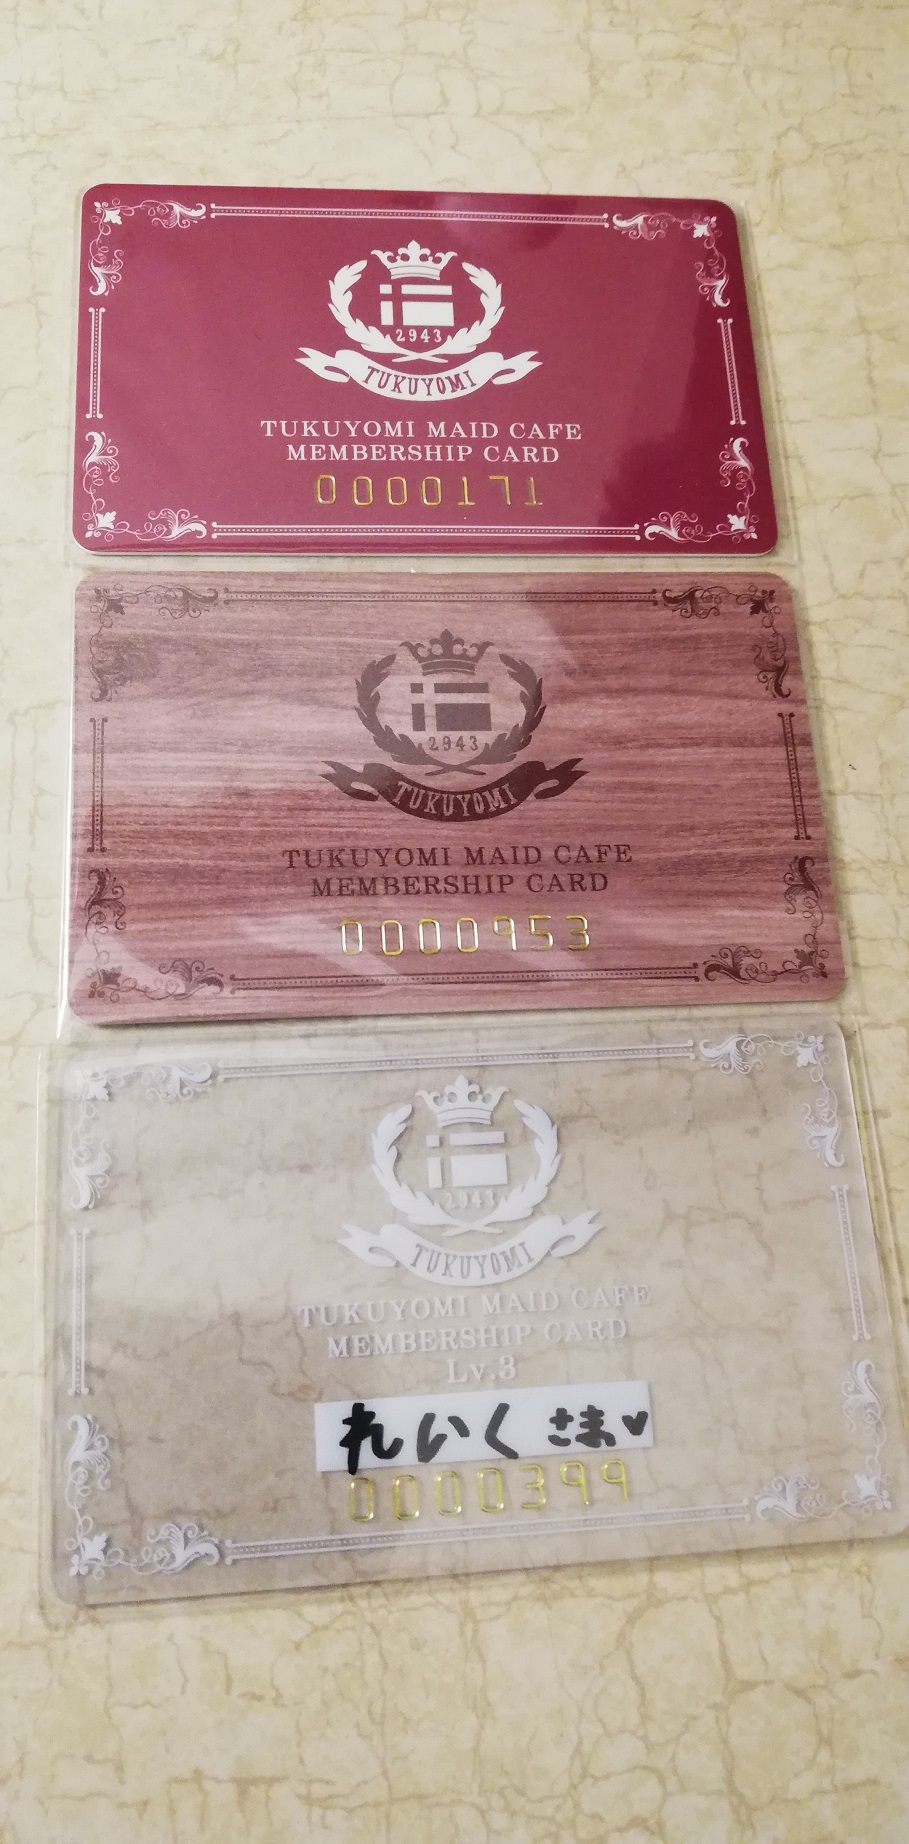 2943
TUKUYOMI
TUKUYOMI MAID CAFE
MEMBERSHIP CARD
0000171
2943
TUKUYOMI
TUKUYOMI MAID CAFE
MEMBERSHIP CARD
0000953
2943
TUKUYOMI
TUKUYOMI MAID CAFE
MEMBERSHIP CARD
Lv.3
れいく さま♥
0000399